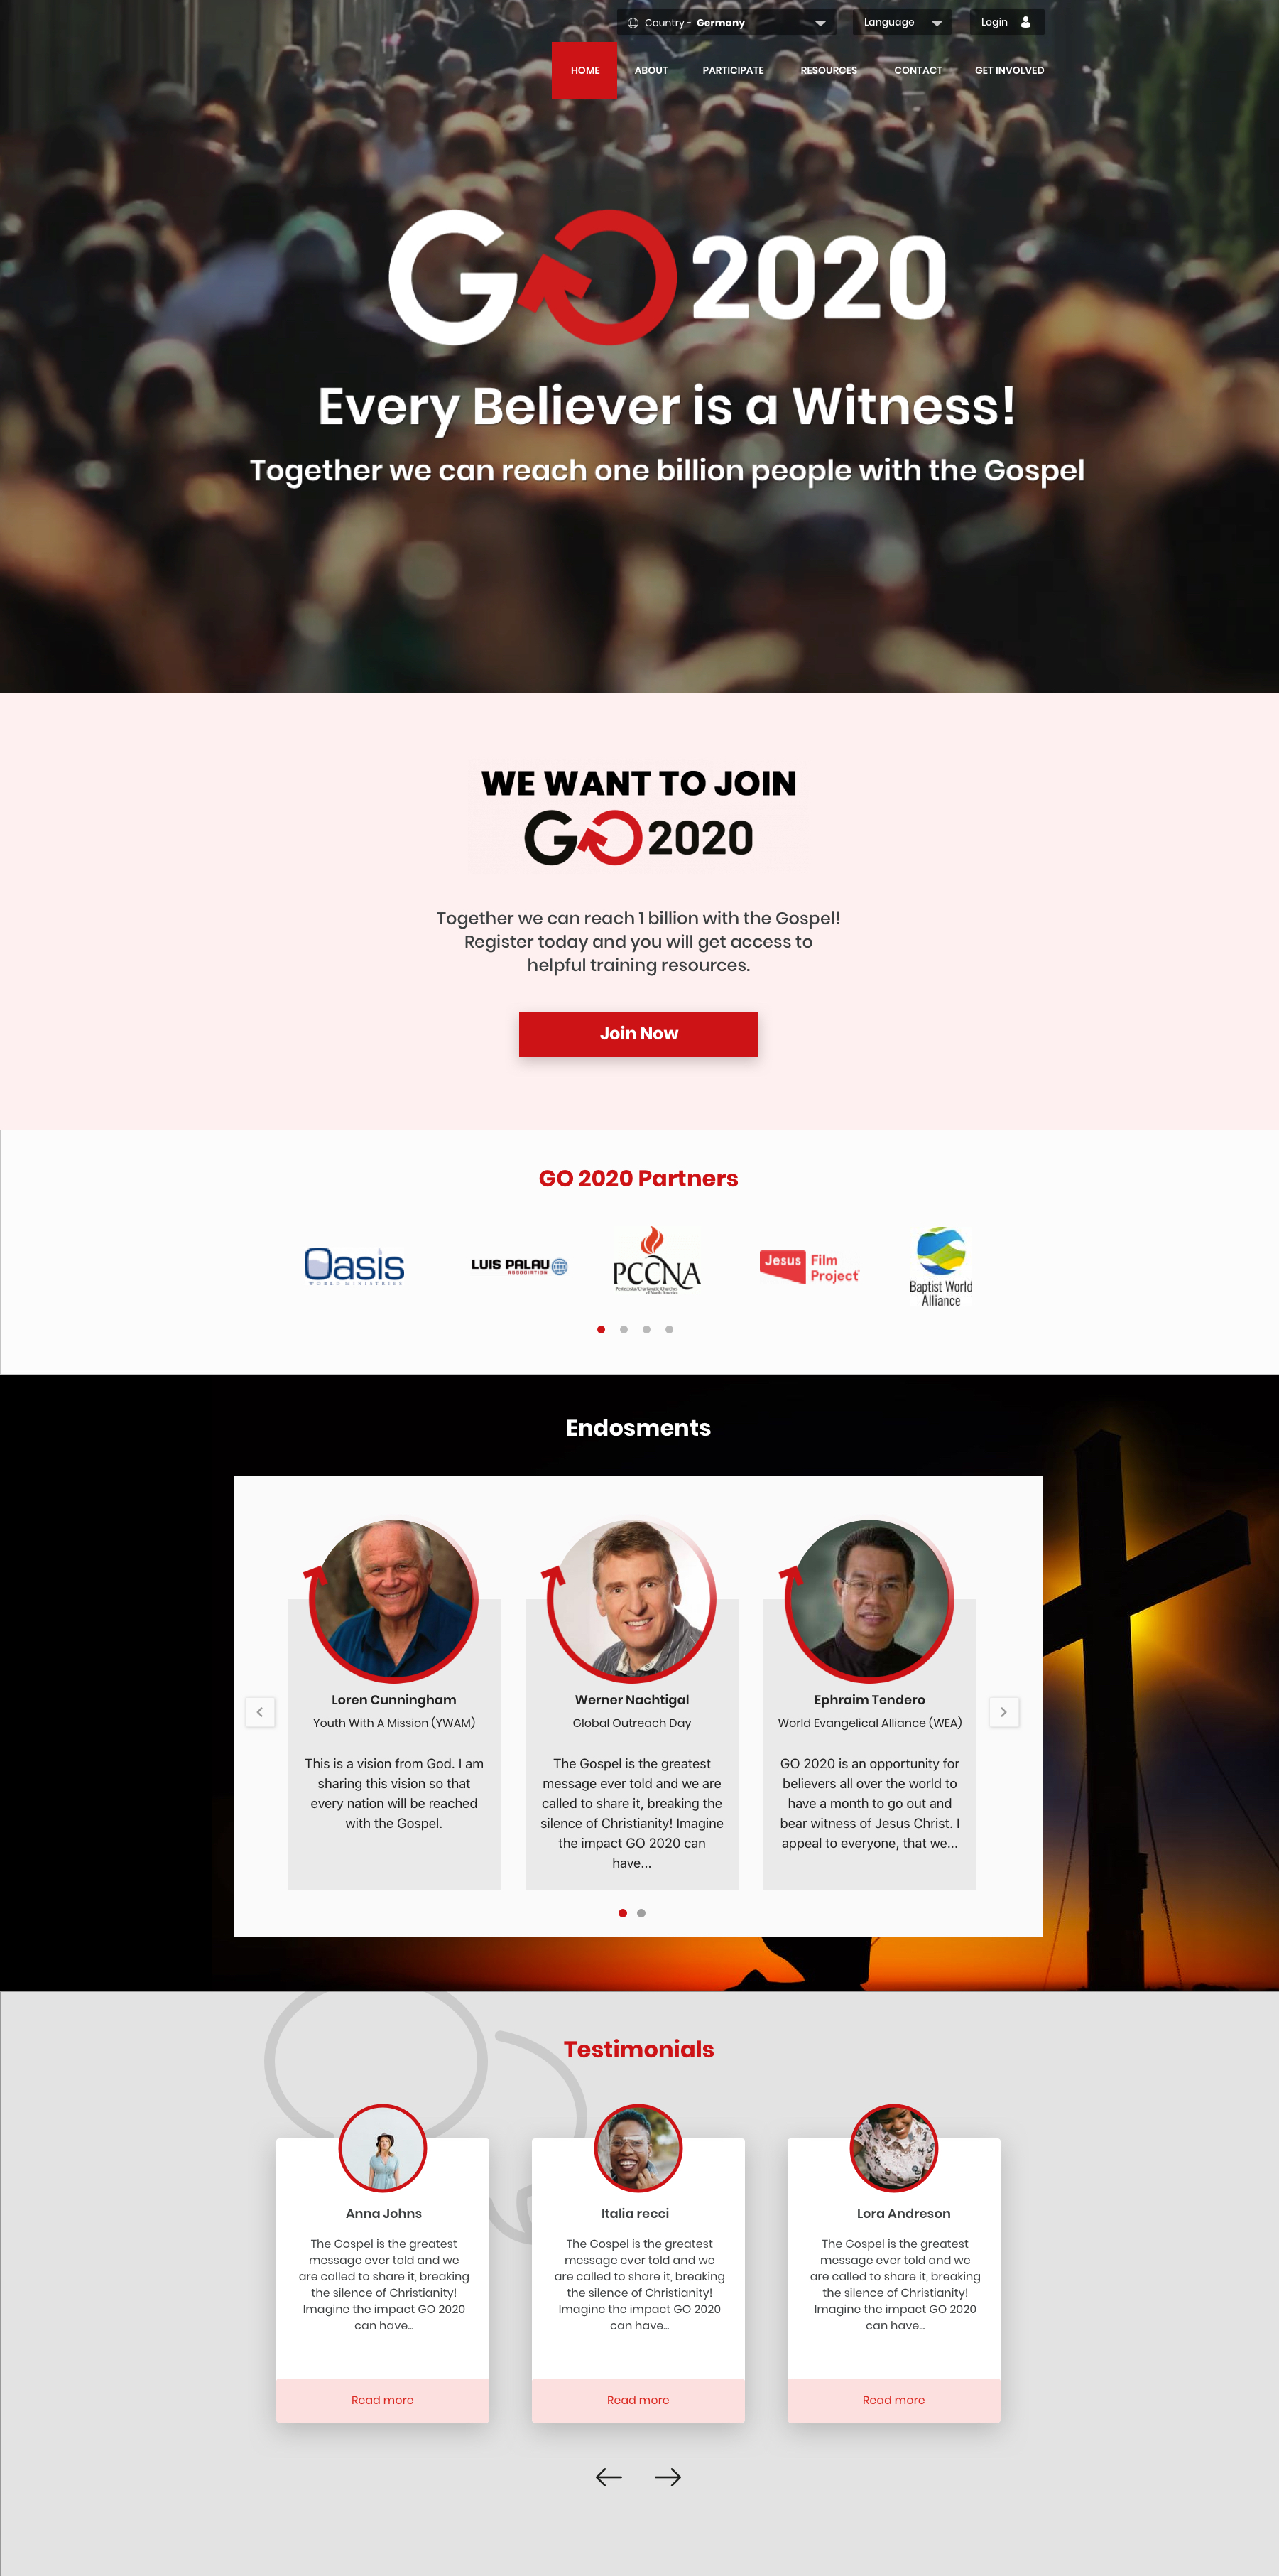 Country - Germany
Language
Login
HOME
ABOUT
PARTICIPATE
RESOURCES
CONTACT
GET INVOLVED
GO 2020
Every Believer is a Witness!
Together we can reach one billion people with the Gospel
WE WANT TO JOIN
GO 2020
Together we can reach 1 billion with the Gospel!
Register today and you will get access to
helpful training resources.
Join Now
GO 2020 Partners
Oasis
WORLD MINISTRIES
LUIS PALAU
ASSOCIATION
PCCNA
Pentecostal/Charismatic Churches
of North America
Jesus Film
Project
Baptist World
Alliance
Endosments
Loren Cunningham
Youth With A Mission (YWAM)
This is a vision from God. I am
sharing this vision so that
every nation will be reached
with the Gospel.
Werner Nachtigal
Global Outreach Day
The Gospel is the greatest
message ever told and we are
called to share it, breaking the
silence of Christianity! Imagine
the impact GO 2020 can
have...
Ephraim Tendero
World Evangelical Alliance (WEA)
GO 2020 is an opportunity for
believers all over the world to
have a month to go out and
bear witness of Jesus Christ. I
appeal to everyone, that we...
Testimonials
Anna Johns
The Gospel is the greatest
message ever told and we
are called to share it, breaking
the silence of Christianity!
Imagine the impact GO 2020
can have...
Read more
Italia recci
The Gospel is the greatest
message ever told and we
are called to share it, breaking
the silence of Christianity!
Imagine the impact GO 2020
can have...
Read more
Lora Andreson
The Gospel is the greatest
message ever told and we
are called to share it, breaking
the silence of Christianity!
Imagine the impact GO 2020
can have...
Read more